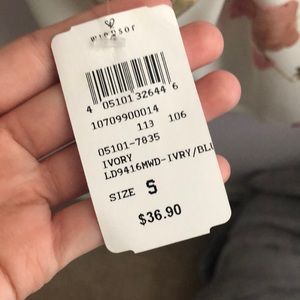 windsor
4 05101 32644 6
10709900014
113 106
05101-7835
IVORY
LD9416MWD-IVRY/BLU
SIZE S
$36.90